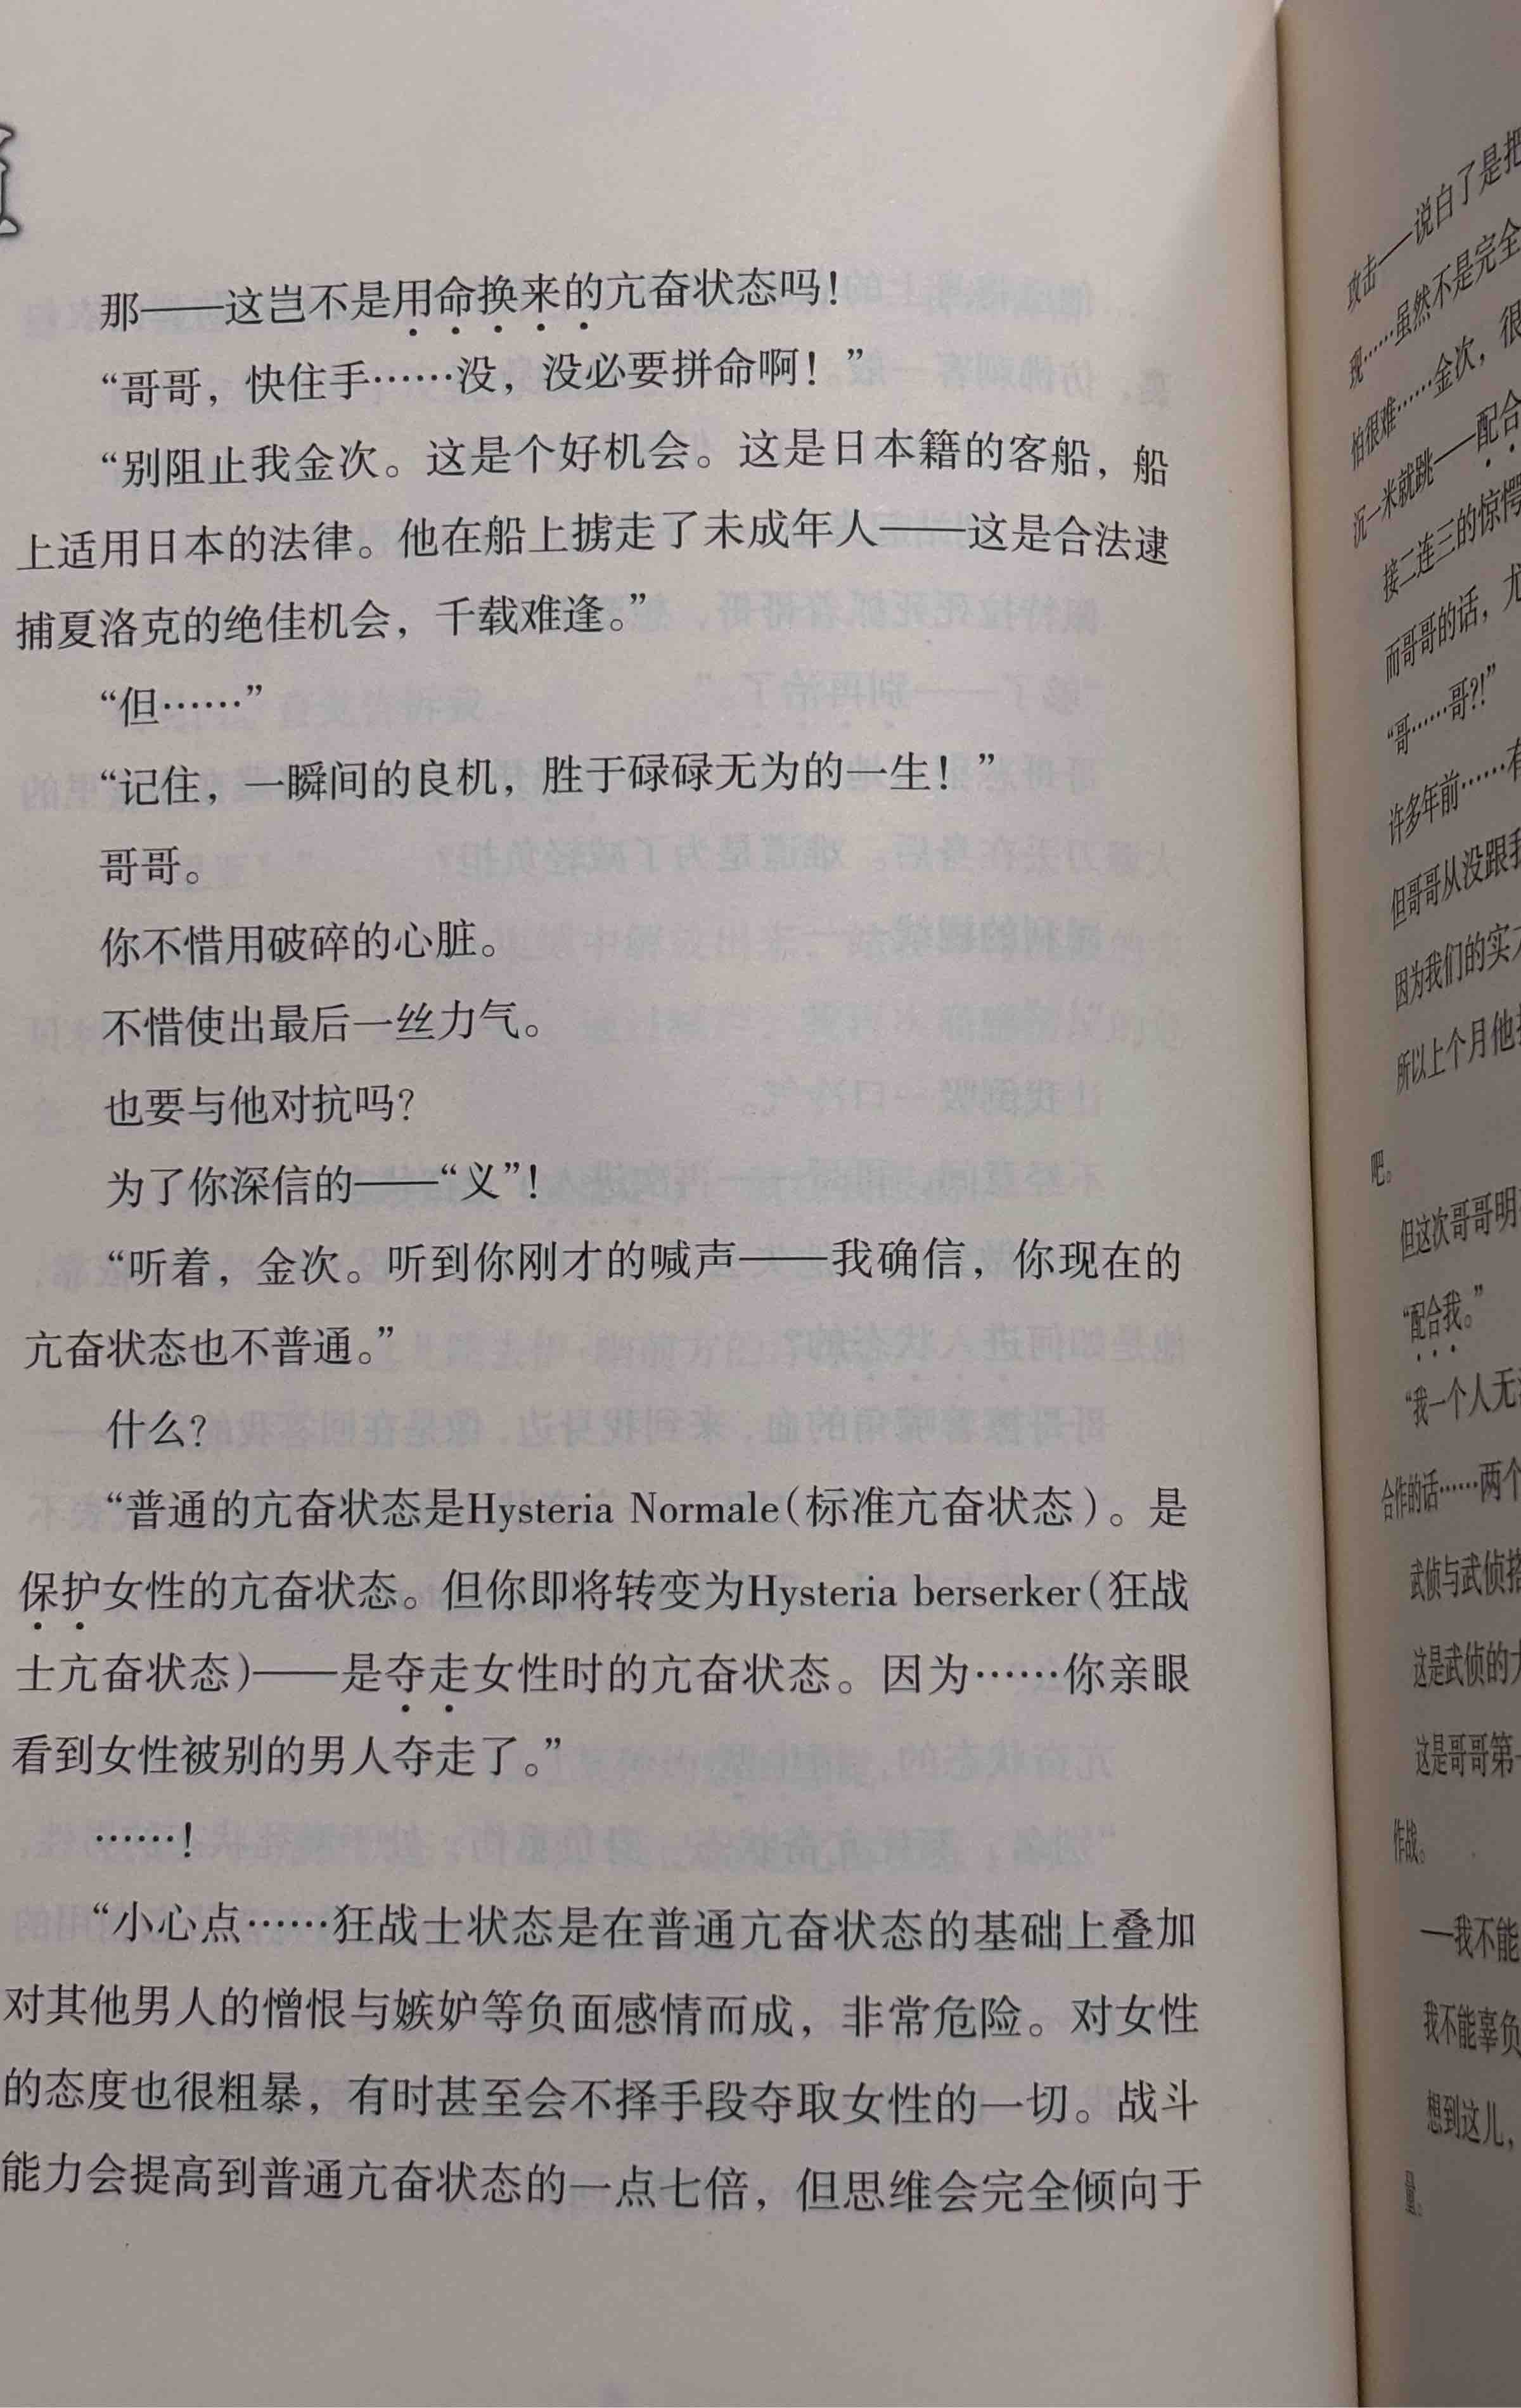 那——这岂不是用命换来的亢奋状态吗！
“哥哥，快住手……没，没必要拼命啊！”
“别阻止我金次。这是个好机会。这是日本籍的客船，船
上适用日本的法律。他在船上掳走了未成年人——这是合法逮
捕夏洛克的绝佳机会，千载难逢。”
“但……”
“记住，一瞬间的良机，胜于碌碌无为的一生！”
哥哥。
你不惜用破碎的心脏。
不惜使出最后一丝力气。
也要与他对抗吗？
为了你深信的——“义”！
“听着，金次。听到你刚才的喊声——我确信，你现在的
亢奋状态也不普通。”
什么？
“普通的亢奋状态是Hysteria Normale（标准亢奋状态）。是
保护女性的亢奋状态。但你即将转变为Hysteria berserker（狂战
士亢奋状态）——是夺走女性时的亢奋状态。因为……你亲眼
看到女性被别的男人夺走了。”
……！
“小心点……狂战士状态是在普通亢奋状态的基础上叠加
对其他男人的憎恨与嫉妒等负面感情而成，非常危险。对女性
的态度也很粗暴，有时甚至会不择手段夺取女性的一切。战斗
能力会提高到普通亢奋状态的一点七倍，但思维会完全倾向于
攻击——说白了是把
现……虽然不是完全
怕很难……金次，很
沉一米就跳——配合
接二连三的惊愕
而哥哥的话，尤
“哥……哥?!”
许多年前……有
但哥哥从没跟我
因为我们的实力
所以上个月他
吧。
但这次哥哥明
“配合我。”
“我一个人无
合作的话……两个
武侦与武侦搭
这是武侦的
这是哥哥第一
作战。
—我不能
我不能辜负
想到这儿，
量。